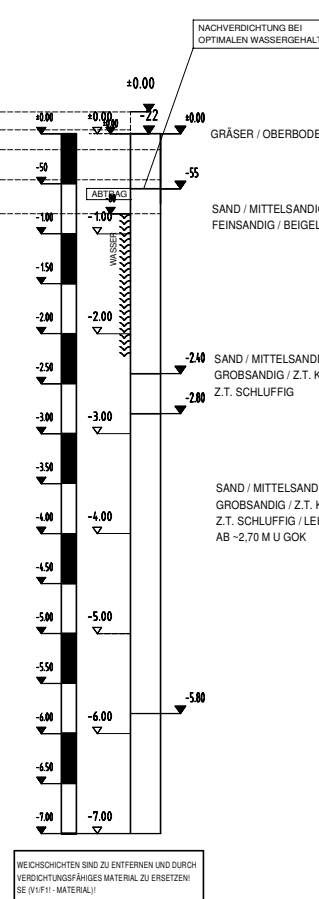 NACHVERDICHTUNG BEI
OPTIMALEN WASSERGEHALT
±0.00
-22
±0.00
±0.00
±0.00
±0.00
GRÄSER / OBERBODE
-50
-55
ABTRAG
-1.00
-1.00
SAND / MITTELSANDIG
FEINSANDIG / BEIGEL
WASSER
-1.50
-2.00
-2.00
-2.40
SAND / MITTELSANDI
GROBSANDIG / Z.T. K
Z.T. SCHLUFFIG
-2.50
-2.80
-3.00
-3.00
-3.50
SAND / MITTELSAND
GROBSANDIG / Z.T. K
Z.T. SCHLUFFIG / LEH
AB ~2,70 M U GOK
-4.00
-4.00
-4.50
-5.00
-5.00
-5.50
-5.80
-6.00
-6.00
-6.50
-7.00
-7.00
WEICHSCHICHTEN SIND ZU ENTFERNEN UND DURCH
VERDICHTUNGSFÄHIGES MATERIAL ZU ERSETZEN!
SE (V1/F1! - MATERIAL)!